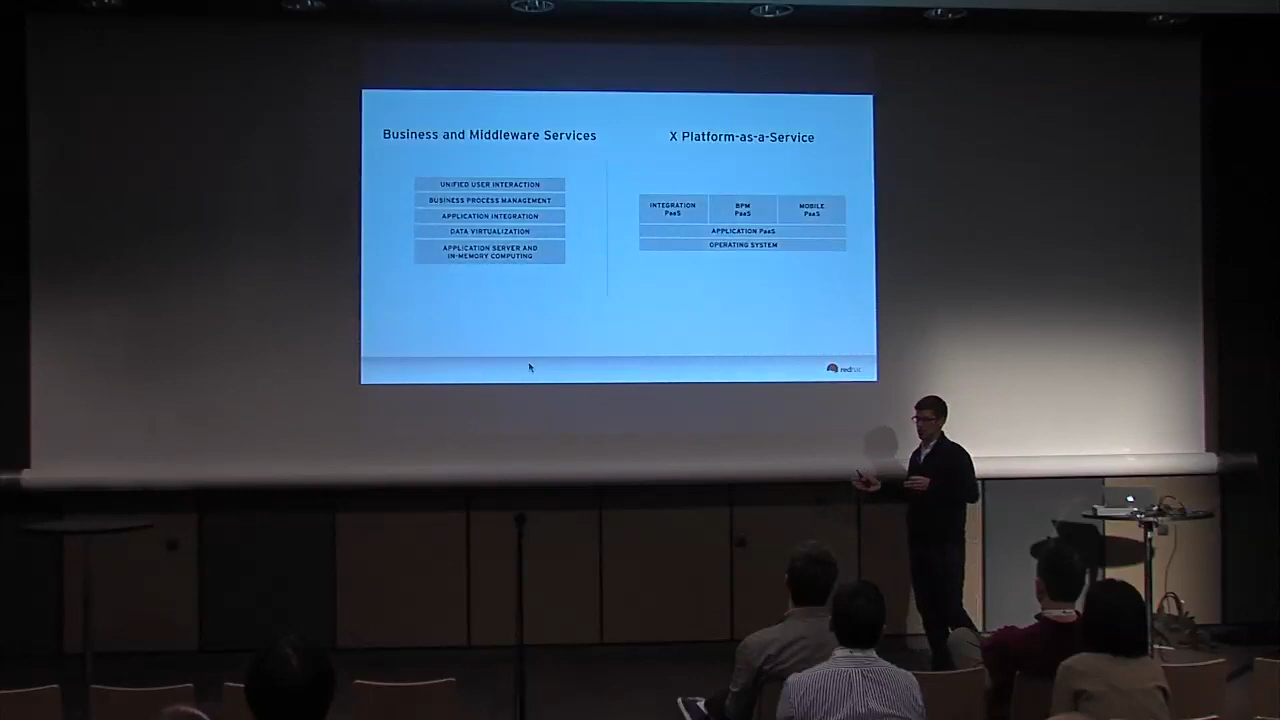 Business and Middleware Services
UNIFIED USER INTERACTION
BUSINESS PROCESS MANAGEMENT
APPLICATION INTEGRATION
DATA VIRTUALIZATION
APPLICATION SERVER AND
IN-MEMORY COMPUTING
X Platform-as-a-Service
INTEGRATION
PaaS
BPM
PaaS
MOBILE
PaaS
APPLICATION PaaS
OPERATING SYSTEM
redhat